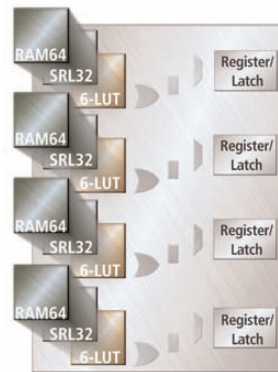 RAM64
SRL32
6-LUT
Register/
Latch
RAM64
SRL32
6-LUT
Register/
Latch
RAM64
SRL32
6-LUT
Register/
Latch
RAM64
SRL32
6-LUT
Register/
Latch